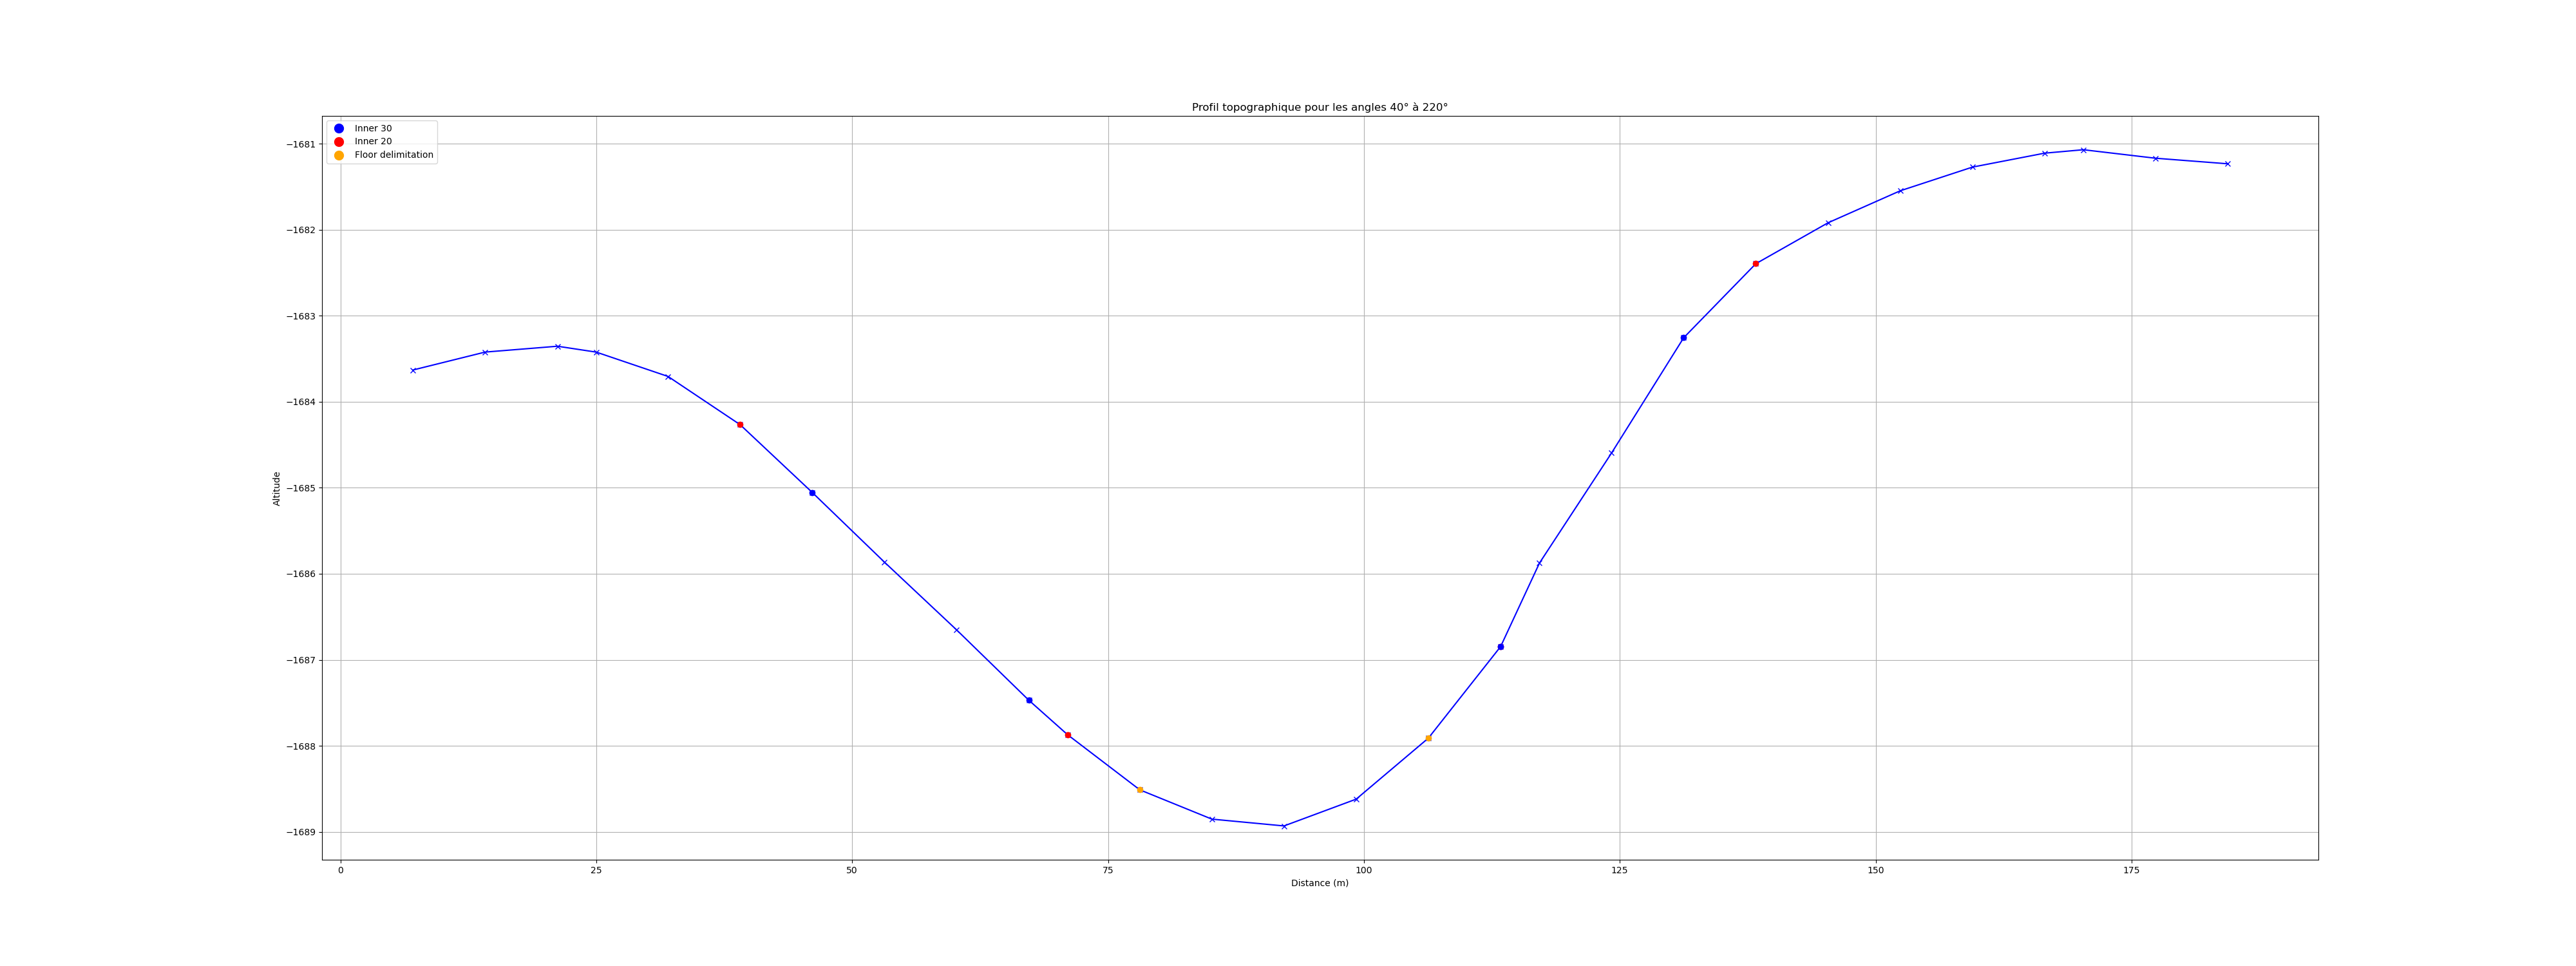 Profil topographique pour les angles 40° à 220°
Inner 30
Inner 20
Floor delimitation
−1681
−1682
−1683
−1684
−1685
−1686
−1687
−1688
−1689
Altitude
0 25 50 75 100 125 150 175
Distance (m)